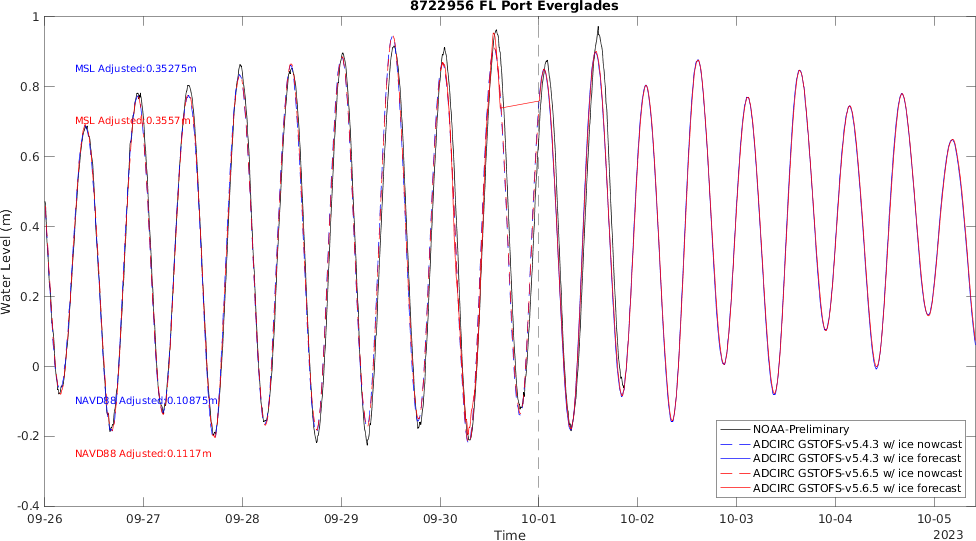 8722956 FL Port Everglades
1
0.8
0.6
0.4
0.2
0
-0.2
-0.4
Water Level (m)
MSL Adjusted:0.35275m
MSL Adjusted:0.3557m
NAVD88 Adjusted:0.10875m
NAVD88 Adjusted:0.1117m
NOAA-Preliminary
ADCIRC GSTOFS-v5.4.3 w/ ice nowcast
ADCIRC GSTOFS-v5.4.3 w/ ice forecast
ADCIRC GSTOFS-v5.6.5 w/ ice nowcast
ADCIRC GSTOFS-v5.6.5 w/ ice forecast
09-26 09-27 09-28 09-29 09-30 10-01 10-02 10-03 10-04 10-05
Time
2023